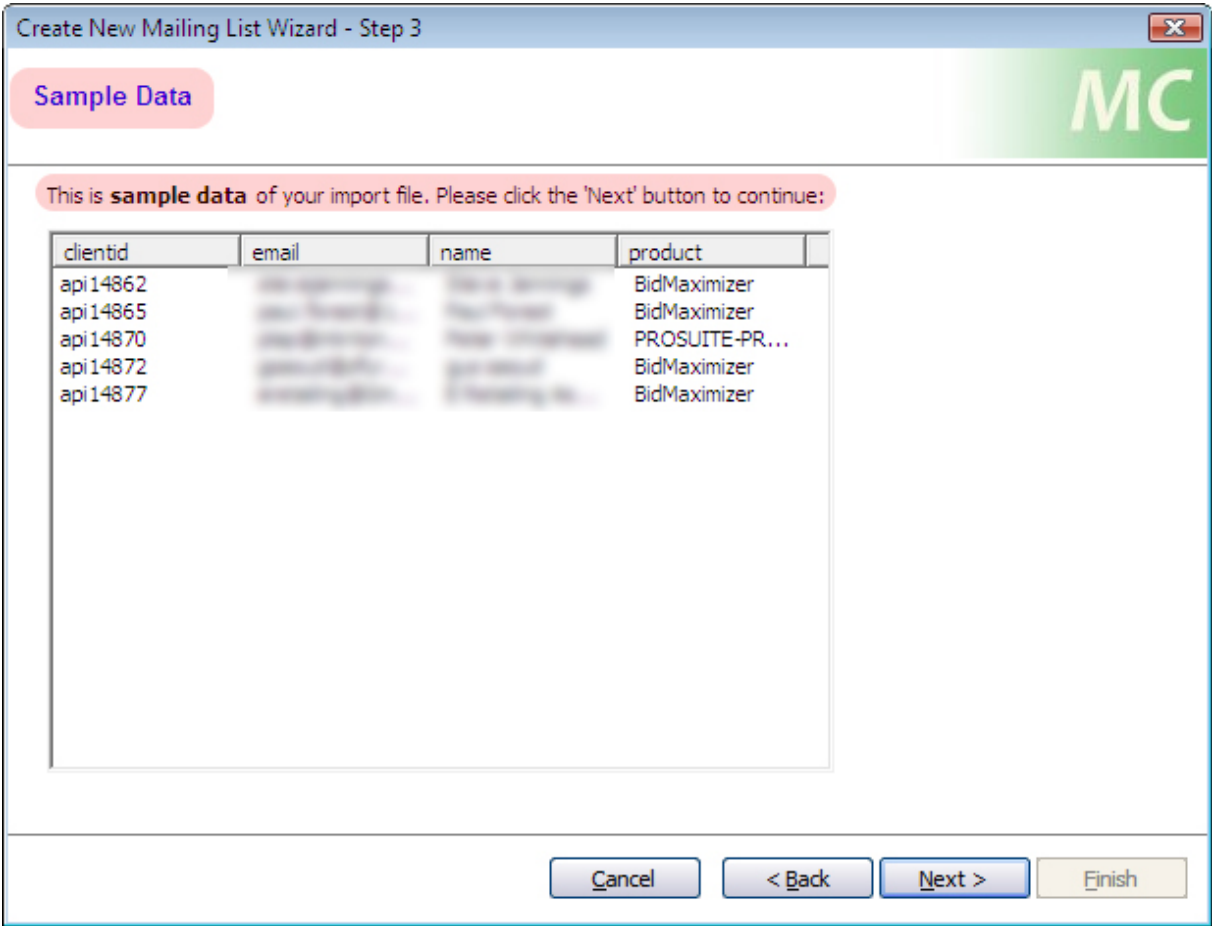 Create New Mailing List Wizard - Step 3
Sample Data
MC
This is sample data of your import file. Please click the 'Next' button to continue:
clientid email name product
api14862 BidMaximizer
api14865 BidMaximizer
api14870 PROSUITE-PR...
api14872 BidMaximizer
api14877 BidMaximizer
Cancel < Back Next > Finish